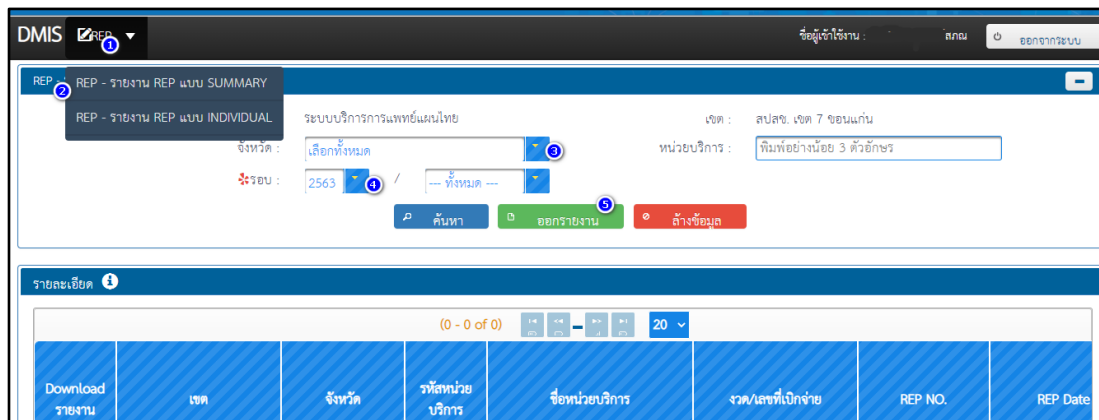 DMIS REP ชื่อผู้เข้าใช้งาน : สภณ ออกจากระบบ
1
REP -
2 REP - รายงาน REP แบบ SUMMARY
REP - รายงาน REP แบบ INDIVIDUAL ระบบบริการการแพทย์แผนไทย เขต : สปสช. เขต 7 ขอนแก่น
จังหวัด : เลือกทั้งหมด 3 หน่วยบริการ : พิมพ์อย่างน้อย 3 ตัวอักษร
รอบ : 2563 4 / --- ทั้งหมด ---
5
ค้นหา ออกรายงาน ล้างข้อมูล
รายละเอียด
(0 - 0 of 0) 20
Download รายงาน เขต จังหวัด รหัสหน่วยบริการ ชื่อหน่วยบริการ งวด/เลขที่เบิกจ่าย REP NO. REP Date